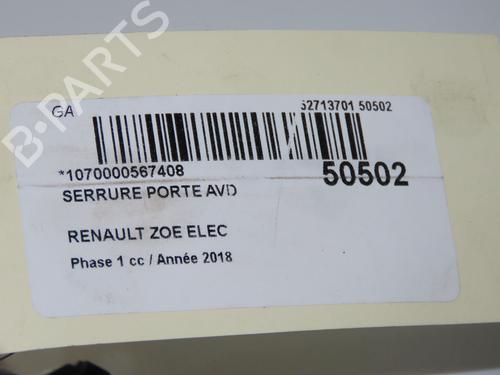 B-PARTS
GA
52713701 50502
*1070000567408
50502
SERRURE PORTE AVD
RENAULT ZOE ELEC
Phase 1 cc / Année 2018